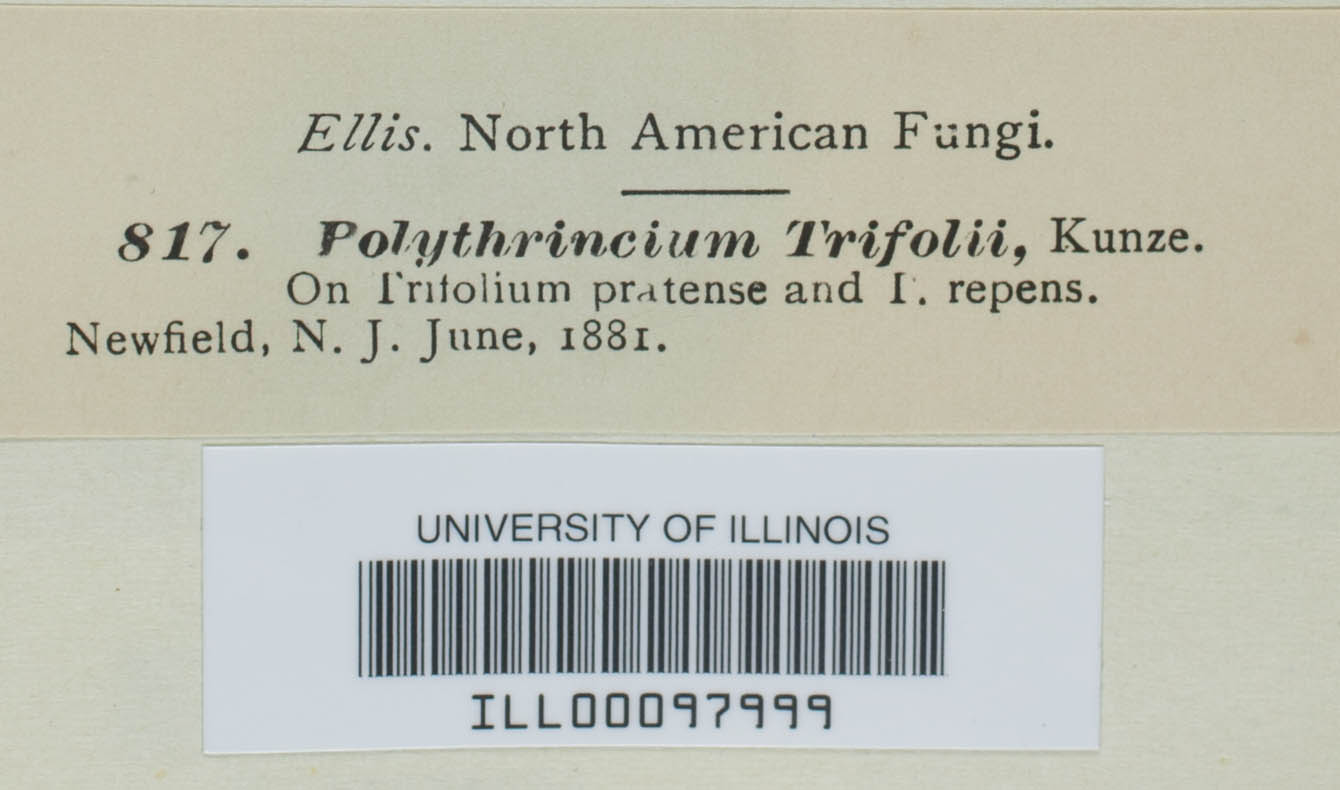 Ellis. North American Fungi.
817. Polythrincium Trifolii, Kunze.
On Trifolium pratense and T. repens.
Newfield, N. J. June, 1881.
UNIVERSITY OF ILLINOIS
ILL00097999